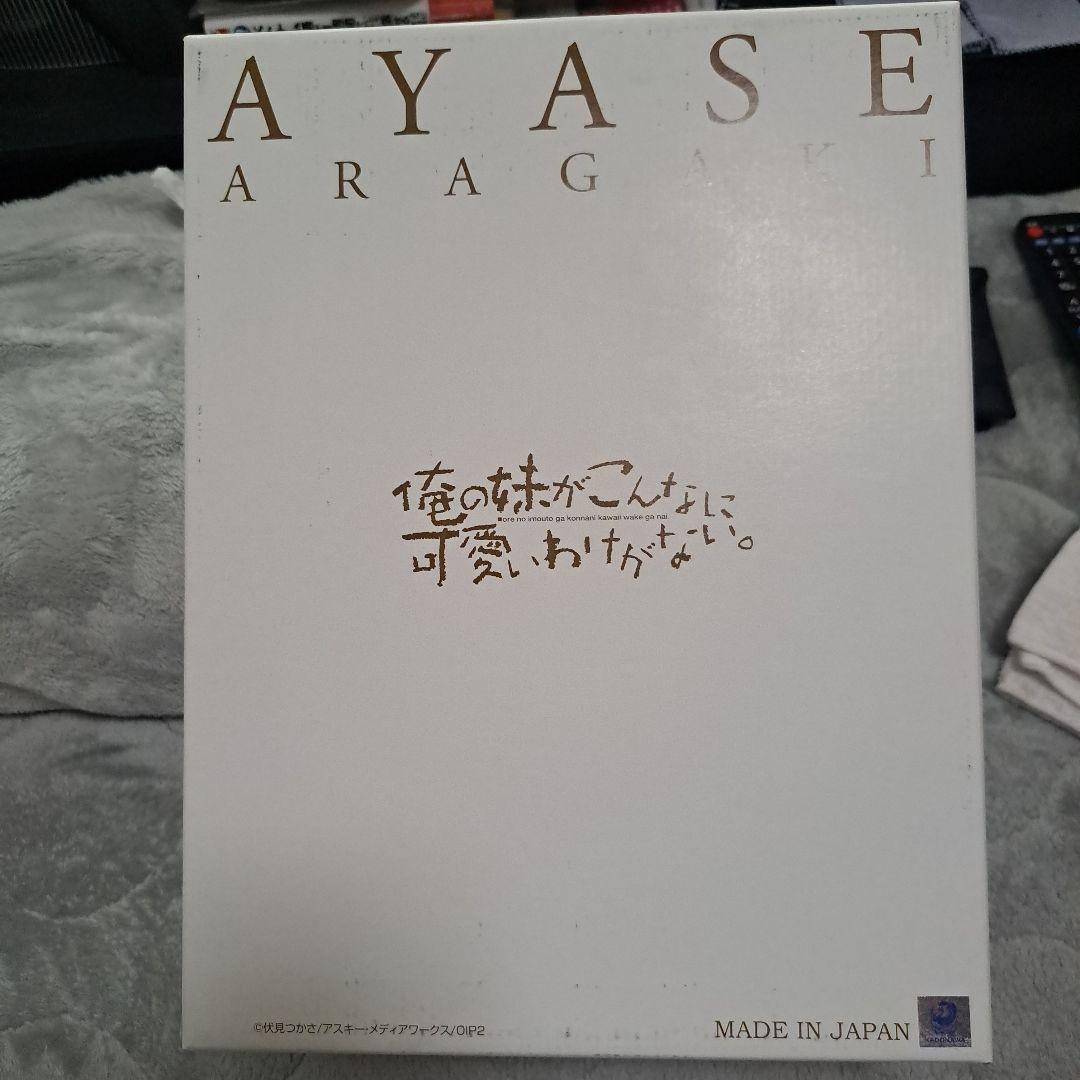 AYASE
ARAGAKI
俺の妹がこんなに
■ore no imouto ga konnani kawaii wake ga nai.
可愛いわけがない。
©伏見つかさ/アスキー・メディアワークス/OIP2
MADE IN JAPAN
KADOKAWA